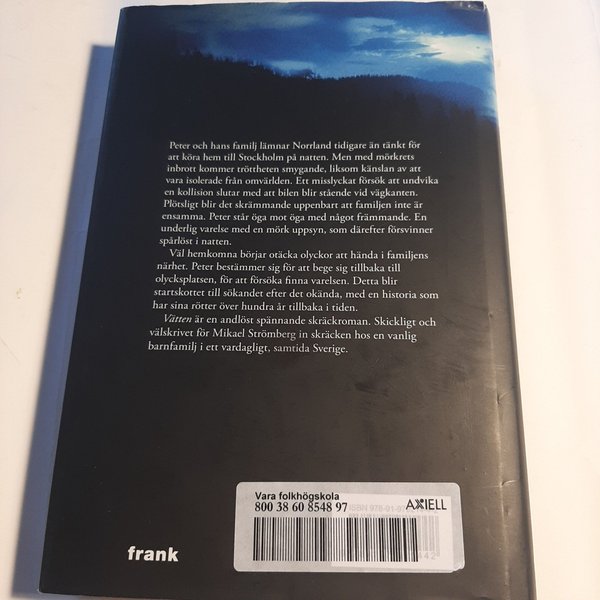 Peter och hans familj lämnar Norrland tidigare än tänkt för
att köra hem till Stockholm på natten. Men med mörkrets
inbrott kommer tröttheten smygande, liksom känslan av att
vara isolerade från omvärlden. Ett misslyckat försök att undvika
en kollision slutar med att bilen blir stående vid vägkanten.
Plötsligt blir det skrämmande uppenbart att familjen inte är
ensamma. Peter står öga mot öga med något främmande. En
underlig varelse med en mörk uppsyn, som därefter försvinner
spårlöst i natten.
Väl hemkomna börjar otäcka olyckor att hända i familjens
närhet. Peter bestämmer sig för att bege sig tillbaka till
olycksplatsen, för att försöka finna varelsen. Detta blir
startskottet till sökandet efter det okända, med en historia som
har sina rötter över hundra år tillbaka i tiden.
Vätten är en andlöst spännande skräckroman. Skickligt och
välskrivet för Mikael Strömberg in skräcken hos en vanlig
barnfamilj i ett vardagligt, samtida Sverige.
Vara folkhögskola
800 38 60 8548 97
ISBN 978-91-97
AXIELL
442
frank